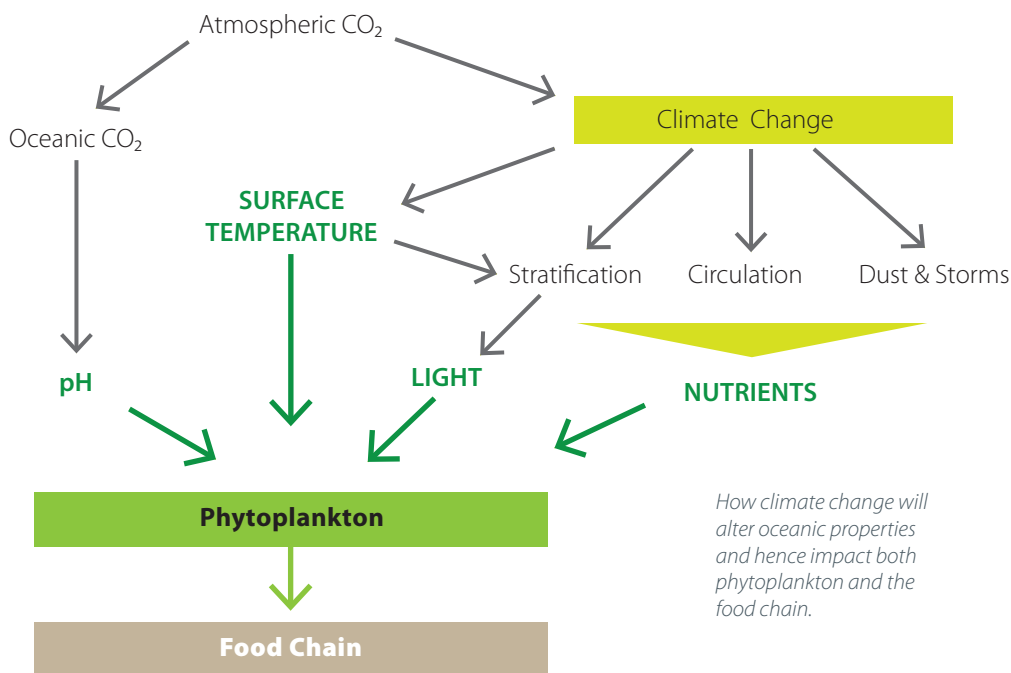 Atmospheric CO₂
Oceanic CO₂
Climate Change
SURFACE
TEMPERATURE
Stratification
Circulation
Dust & Storms
pH
LIGHT
NUTRIENTS
Phytoplankton
Food Chain
How climate change will
alter oceanic properties
and hence impact both
phytoplankton and the
food chain.